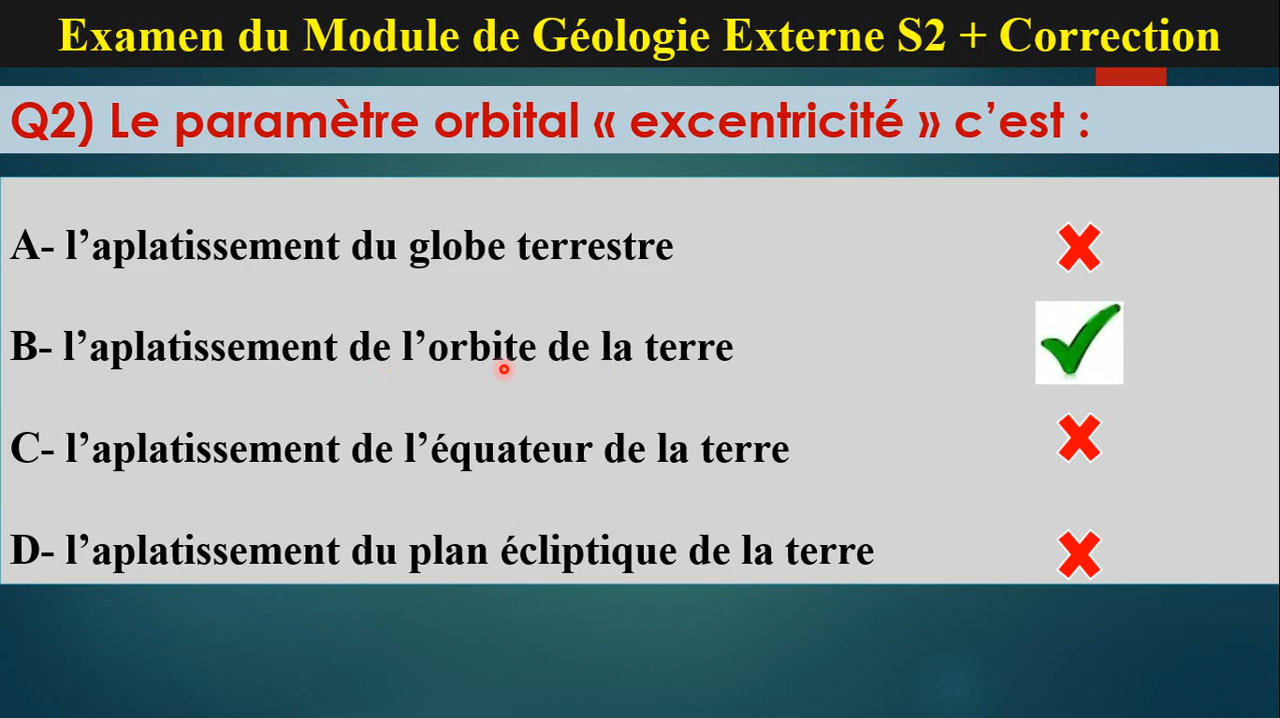 Examen du Module de Géologie Externe S2 + Correction
Q2) Le paramètre orbital « excentricité » c’est :
A- l’aplatissement du globe terrestre
B- l’aplatissement de l’orbite de la terre
C- l’aplatissement de l’équateur de la terre
D- l’aplatissement du plan écliptique de la terre